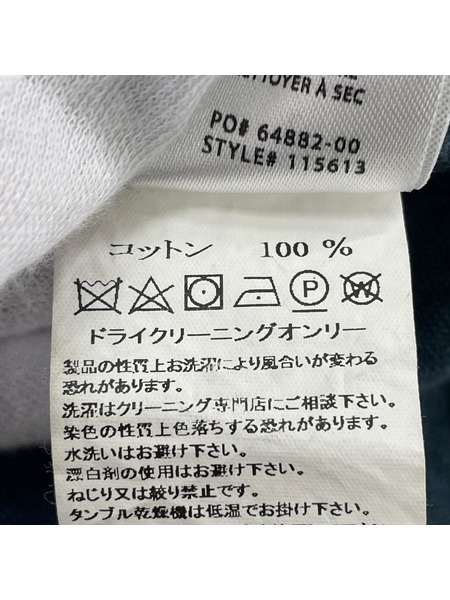 NETTOYER À SEC
PO# 64882-00
STYLE# 115613
コットン 100 %
P W
ドライクリーニングオンリー
製品の性質上お洗濯により風合いが変わる
恐れがあります。
洗濯はクリーニング専門店にご相談下さい。
染色の性質上色落ちする恐れがあります。
水洗いはお避け下さい。
漂白剤の使用はお避け下さい。
ねじり又は絞り禁止です。
タンブル乾燥機は低温でお掛け下さい。